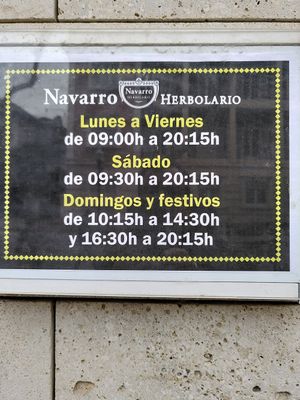 Navarro Navarro HERBOLARIO HERBOLARIO
Lunes a Viernes
de 09:00h a 20:15h
Sábado
de 09:30h a 20:15h
Domingos y festivos
de 10:15h a 14:30h
y 16:30h a 20:15h